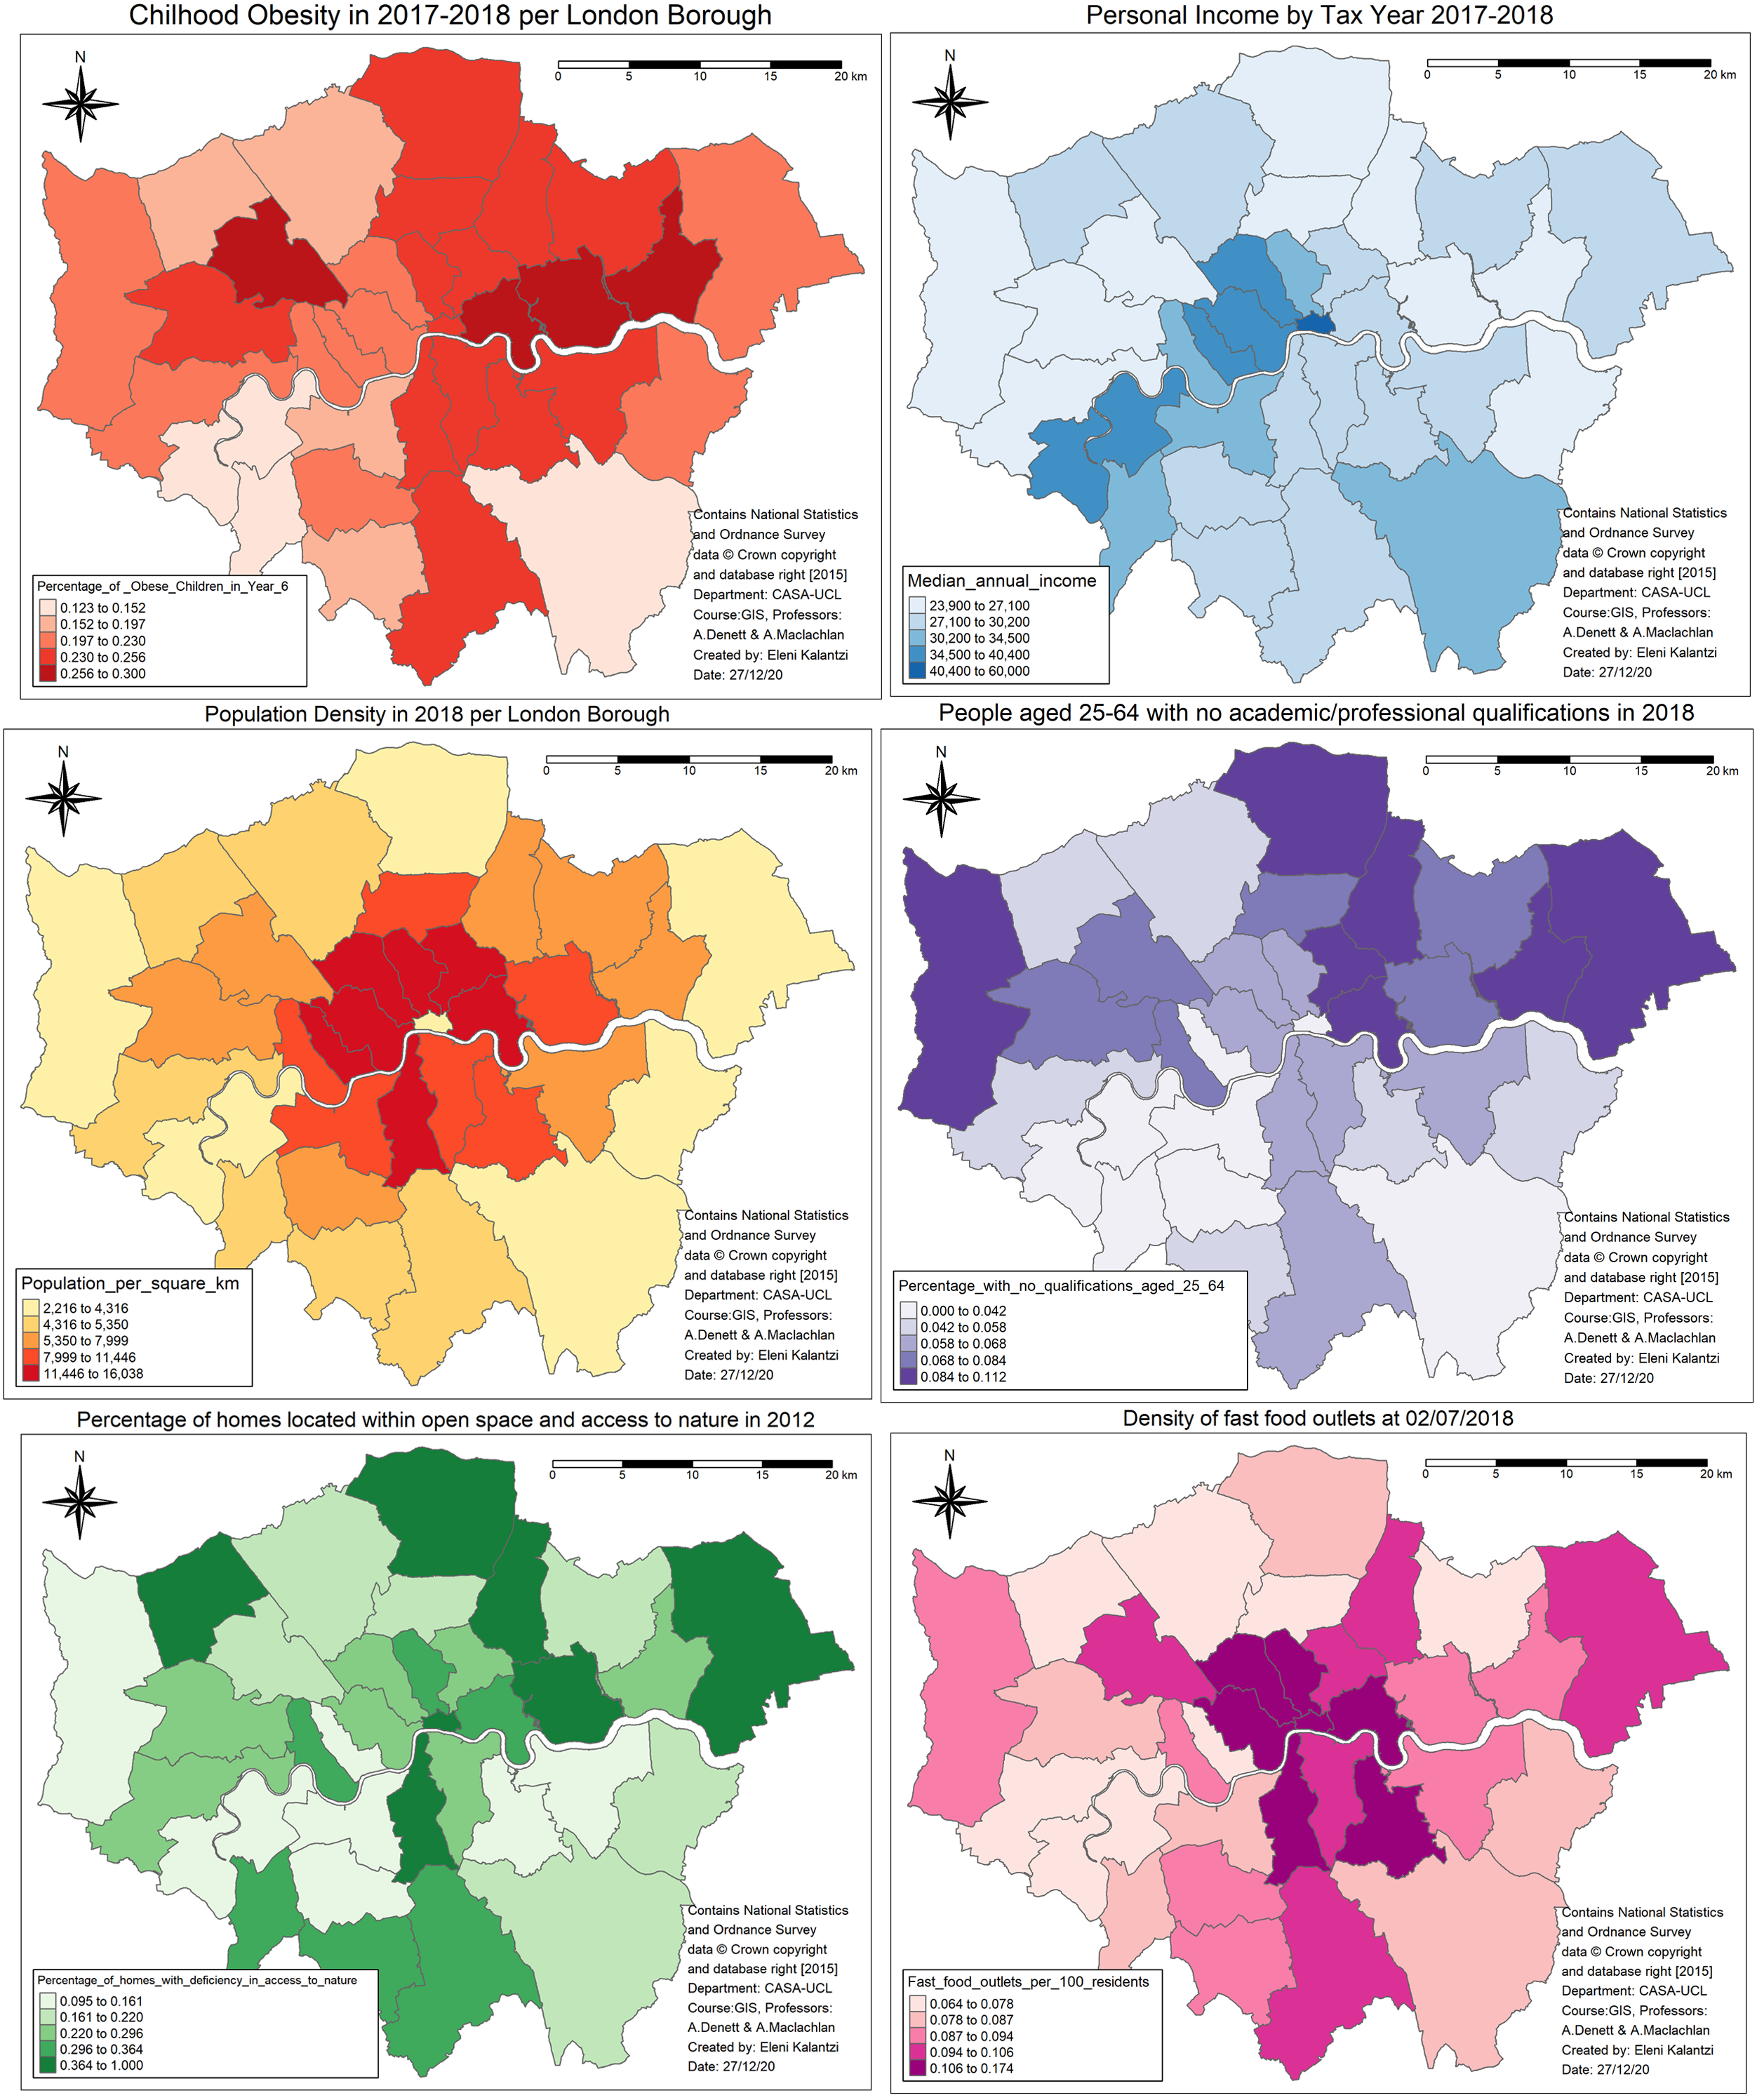 Chilhood Obesity in 2017-2018 per London Borough
N
0 5 10 15 20 km
Percentage_of _Obese_Children_in_Year_6
0.123 to 0.152
0.152 to 0.197
0.197 to 0.230
0.230 to 0.256
0.256 to 0.300
Contains National Statistics
and Ordnance Survey
data © Crown copyright
and database right [2015]
Department: CASA-UCL
Course:GIS, Professors:
A.Denett & A.Maclachlan
Created by: Eleni Kalantzi
Date: 27/12/20
Personal Income by Tax Year 2017-2018
N
0 5 10 15 20 km
Median_annual_income
23,900 to 27,100
27,100 to 30,200
30,200 to 34,500
34,500 to 40,400
40,400 to 60,000
Contains National Statistics
and Ordnance Survey
data © Crown copyright
and database right [2015]
Department: CASA-UCL
Course:GIS, Professors:
A.Denett & A.Maclachlan
Created by: Eleni Kalantzi
Date: 27/12/20
Population Density in 2018 per London Borough
N
0 5 10 15 20 km
Population_per_square_km
2,216 to 4,316
4,316 to 5,350
5,350 to 7,999
7,999 to 11,446
11,446 to 16,038
Contains National Statistics
and Ordnance Survey
data © Crown copyright
and database right [2015]
Department: CASA-UCL
Course:GIS, Professors:
A.Denett & A.Maclachlan
Created by: Eleni Kalantzi
Date: 27/12/20
People aged 25-64 with no academic/professional qualifications in 2018
N
0 5 10 15 20 km
Percentage_with_no_qualifications_aged_25_64
0.000 to 0.042
0.042 to 0.058
0.058 to 0.068
0.068 to 0.084
0.084 to 0.112
Contains National Statistics
and Ordnance Survey
data © Crown copyright
and database right [2015]
Department: CASA-UCL
Course:GIS, Professors:
A.Denett & A.Maclachlan
Created by: Eleni Kalantzi
Date: 27/12/20
Percentage of homes located within open space and access to nature in 2012
N
0 5 10 15 20 km
Percentage_of_homes_with_deficiency_in_access_to_nature
0.095 to 0.161
0.161 to 0.220
0.220 to 0.296
0.296 to 0.364
0.364 to 1.000
Contains National Statistics
and Ordnance Survey
data © Crown copyright
and database right [2015]
Department: CASA-UCL
Course:GIS, Professors:
A.Denett & A.Maclachlan
Created by: Eleni Kalantzi
Date: 27/12/20
Density of fast food outlets at 02/07/2018
N
0 5 10 15 20 km
Fast_food_outlets_per_100_residents
0.064 to 0.078
0.078 to 0.087
0.087 to 0.094
0.094 to 0.106
0.106 to 0.174
Contains National Statistics
and Ordnance Survey
data © Crown copyright
and database right [2015]
Department: CASA-UCL
Course:GIS, Professors:
A.Denett & A.Maclachlan
Created by: Eleni Kalantzi
Date: 27/12/20